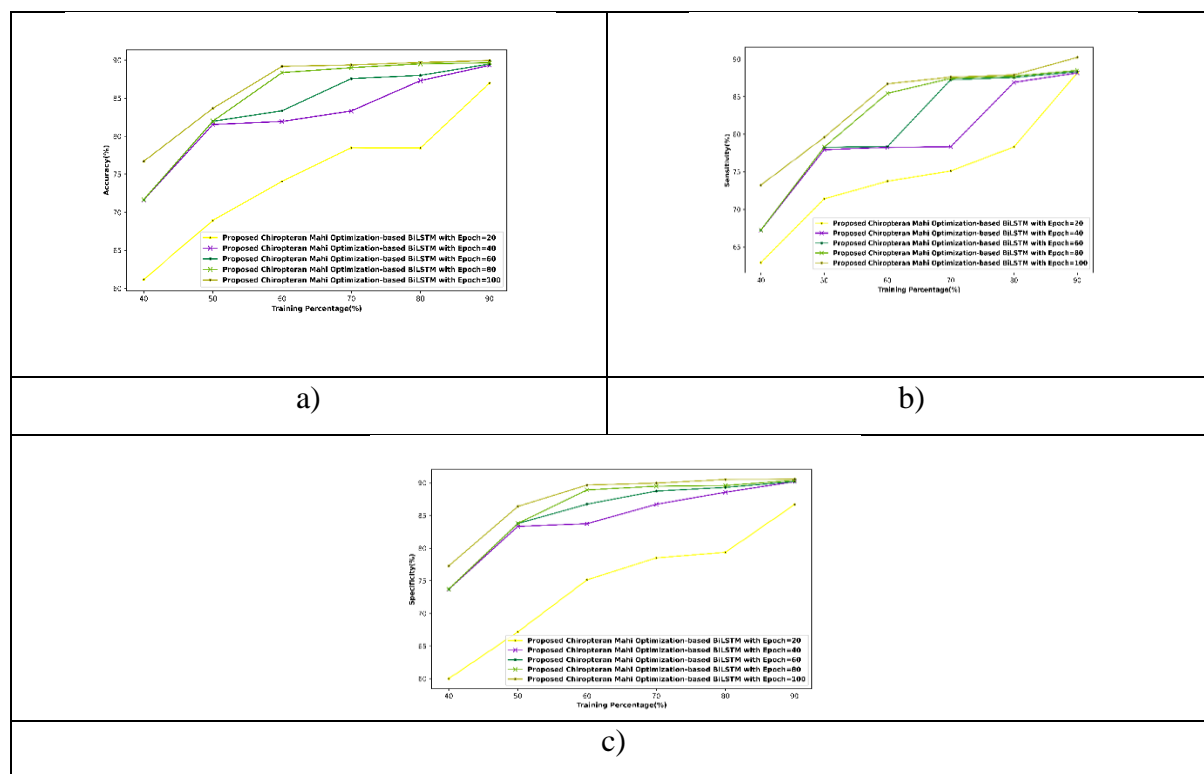 90
85
80
75
70
65
60
Accuracy(%)
Proposed Chiropteran Mahi Optimization-based BiLSTM with Epoch=20
Proposed Chiropteran Mahi Optimization-based BiLSTM with Epoch=40
Proposed Chiropteran Mahi Optimization-based BiLSTM with Epoch=60
Proposed Chiropteran Mahi Optimization-based BiLSTM with Epoch=80
Proposed Chiropteran Mahi Optimization-based BiLSTM with Epoch=100
40 50 60 70 80 90
Training Percentage(%)
a)
90
85
80
75
70
65
Sensitivity(%)
Proposed Chiropteran Mahi Optimization-based BiLSTM with Epoch=20
Proposed Chiropteran Mahi Optimization-based BiLSTM with Epoch=40
Proposed Chiropteran Mahi Optimization-based BiLSTM with Epoch=60
Proposed Chiropteran Mahi Optimization-based BiLSTM with Epoch=80
Proposed Chiropteran Mahi Optimization-based BiLSTM with Epoch=100
40 50 60 70 80 90
Training Percentage(%)
b)
90
85
80
75
70
65
60
Specificity(%)
Proposed Chiropteran Mahi Optimization-based BiLSTM with Epoch=20
Proposed Chiropteran Mahi Optimization-based BiLSTM with Epoch=40
Proposed Chiropteran Mahi Optimization-based BiLSTM with Epoch=60
Proposed Chiropteran Mahi Optimization-based BiLSTM with Epoch=80
Proposed Chiropteran Mahi Optimization-based BiLSTM with Epoch=100
40 50 60 70 80 90
Training Percentage(%)
c)